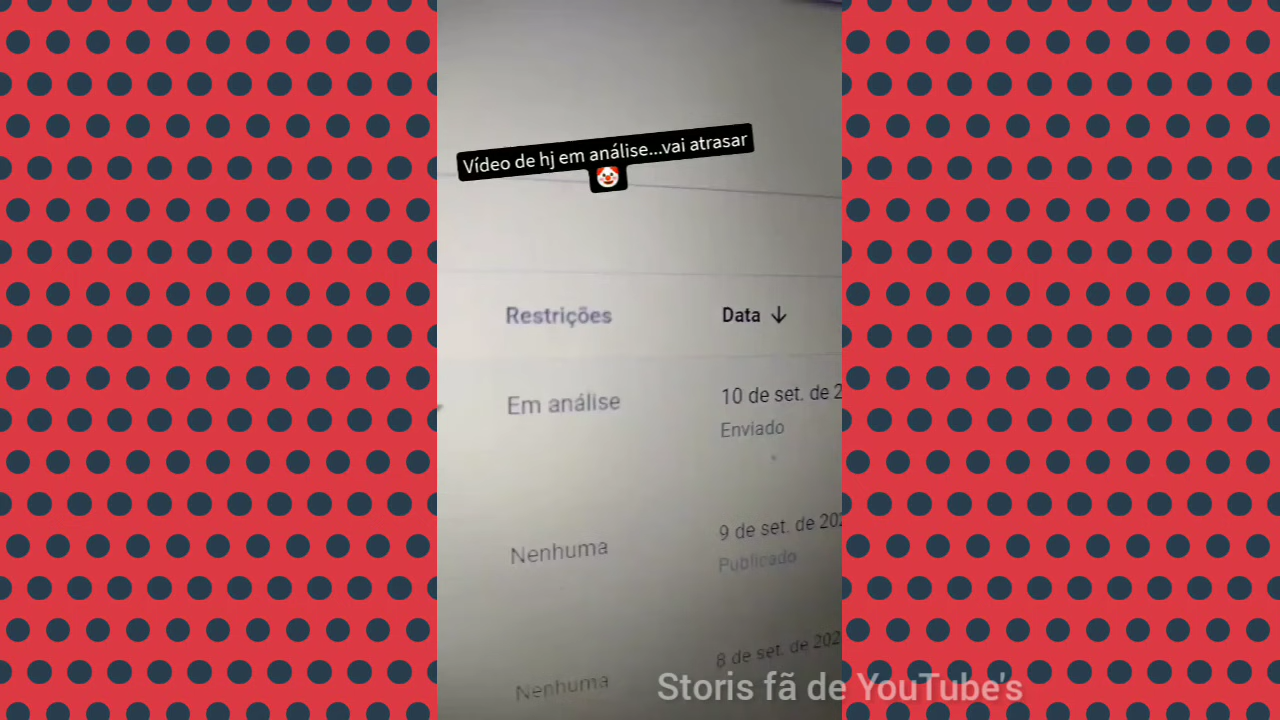 Vídeo de hj em análise...vai atrasar
🤡
Restrições Data ↓
Em análise 10 de set. de 2
Enviado
Nenhuma 9 de set. de 202
Publicado
Nenhuma 8 de set. de 202
Storis fã de YouTube's